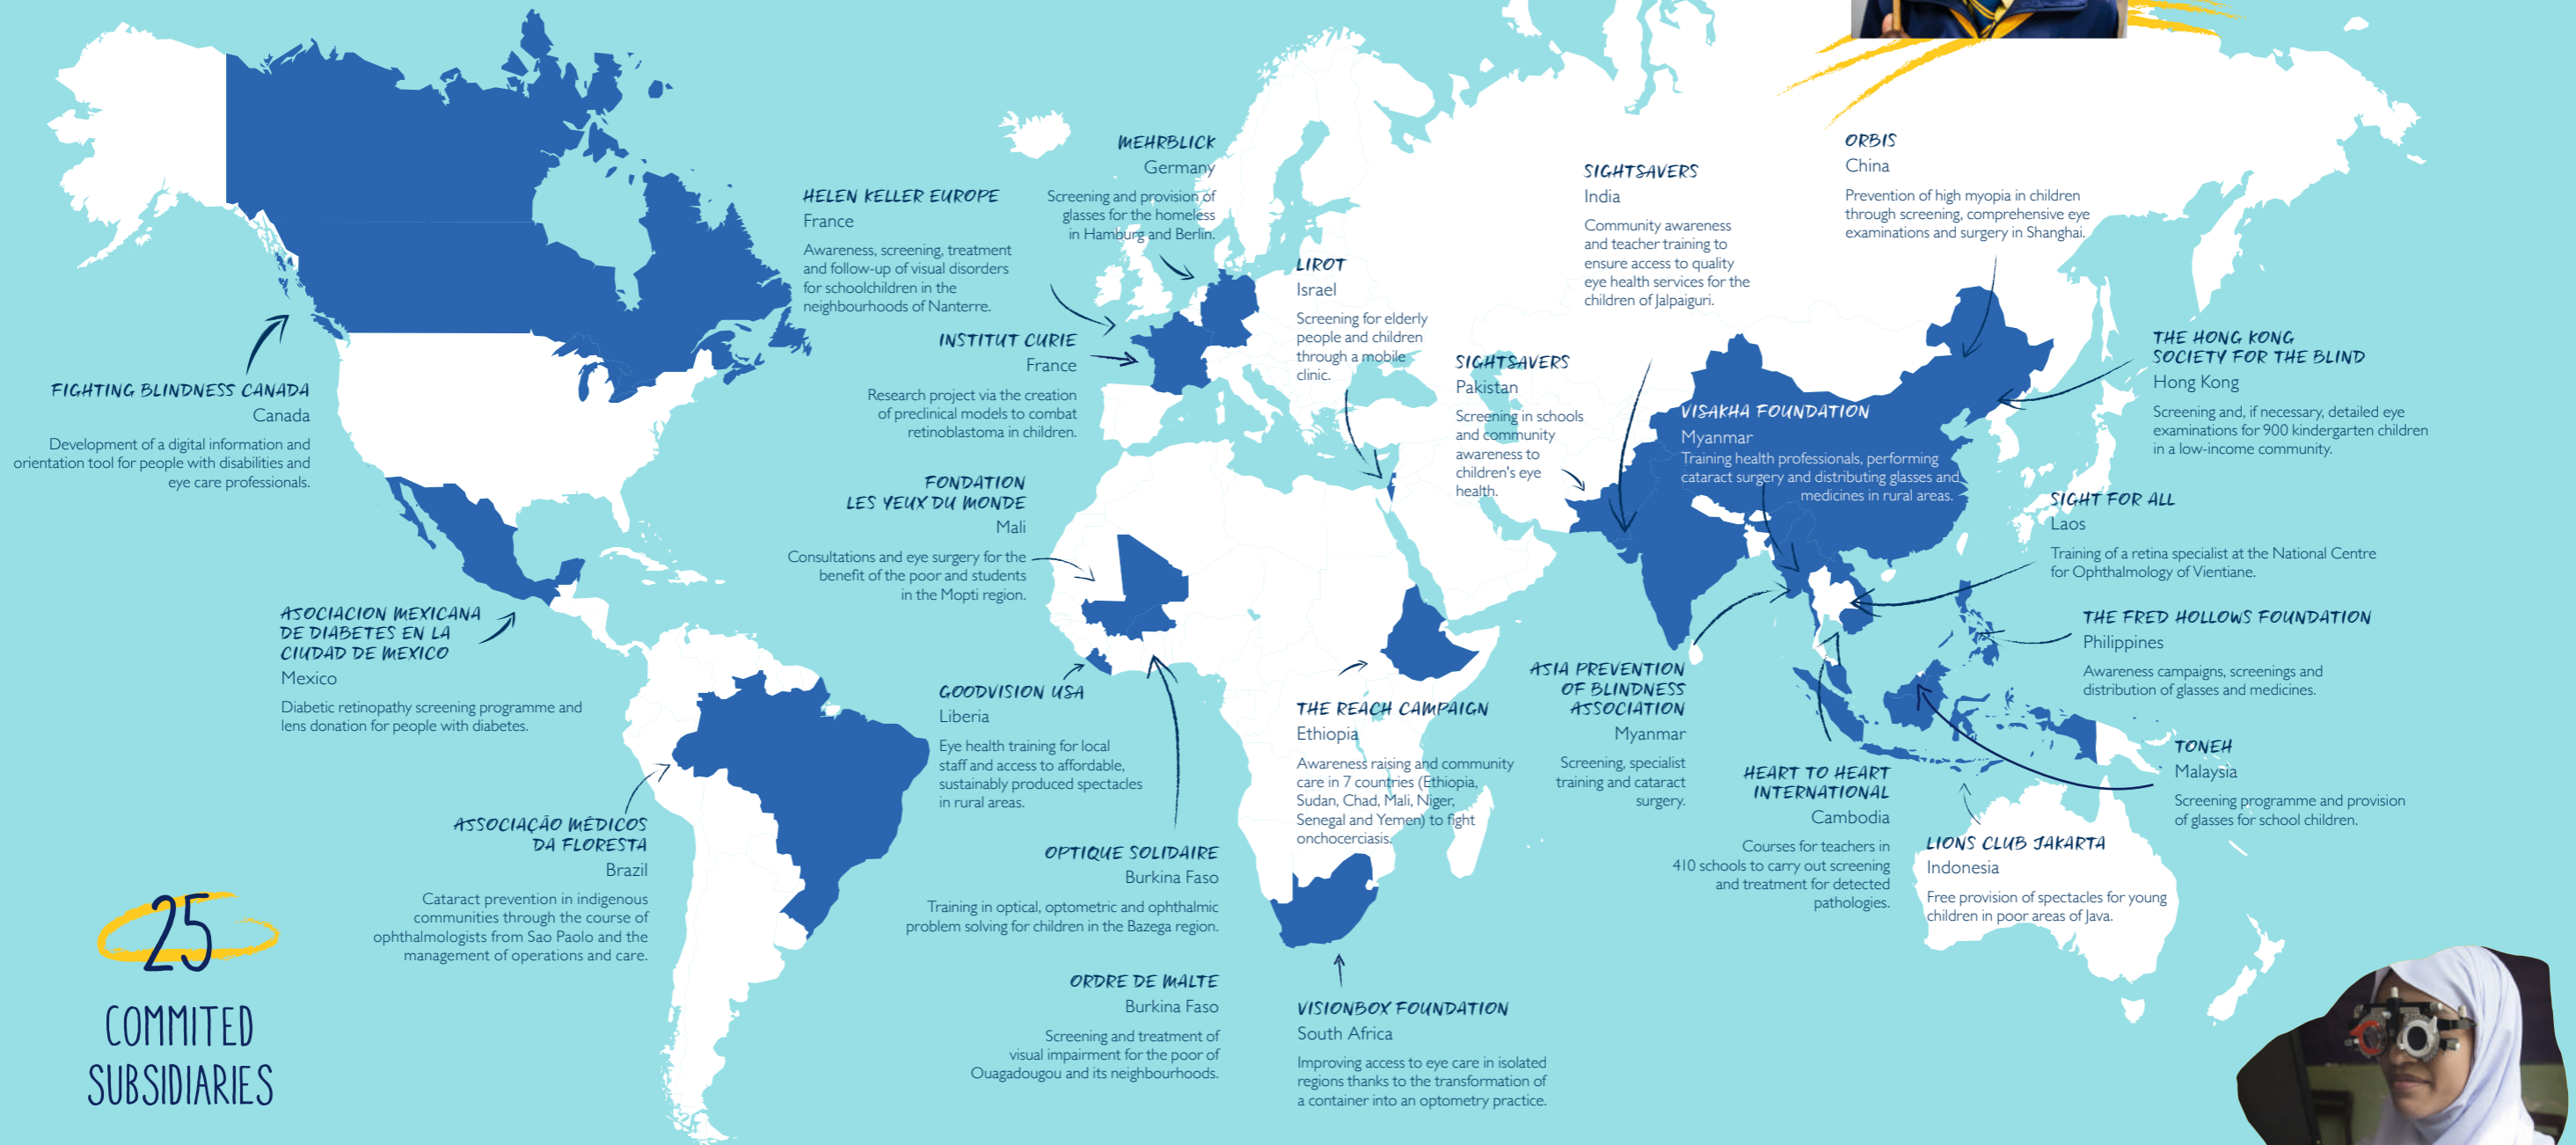 FIGHTING BLINDNESS CANADA
Canada
Development of a digital information and
orientation tool for people with disabilities and
eye care professionals.
ASOCIACION MEXICANA
DE DIABETES EN LA
CIUDAD DE MEXICO
Mexico
Diabetic retinopathy screening programme and
lens donation for people with diabetes.
ASSOCIAÇÃO MÉDICOS
DA FLORESTA
Brazil
Cataract prevention in indigenous
communities through the course of
ophthalmologists from Sao Paolo and the
management of operations and care.
25
COMMITED
SUBSIDIARIES
HELEN KELLER EUROPE
France
Awareness, screening, treatment
and follow-up of visual disorders
for schoolchildren in the
neighbourhoods of Nanterre.
MEHRBLICK
Germany
Screening and provision of
glasses for the homeless
in Hamburg and Berlin.
INSTITUT CURIE
France
Research project via the creation
of preclinical models to combat
retinoblastoma in children.
FONDATION
LES YEUX DU MONDE
Mali
Consultations and eye surgery for the
benefit of the poor and students
in the Mopti region.
GOODVISION USA
Liberia
Eye health training for local
staff and access to affordable,
sustainably produced spectacles
in rural areas.
OPTIQUE SOLIDAIRE
Burkina Faso
Training in optical, optometric and ophthalmic
problem solving for children in the Bazega region.
ORDRE DE MALTE
Burkina Faso
Screening and treatment of
visual impairment for the poor of
Ouagadougou and its neighbourhoods.
LIROT
Israel
Screening for elderly
people and children
through a mobile
clinic.
THE REACH CAMPAIGN
Ethiopia
Awareness raising and community
care in 7 countries (Ethiopia,
Sudan, Chad, Mali, Niger,
Senegal and Yemen) to fight
onchocerciasis.
VISIONBOX FOUNDATION
South Africa
Improving access to eye care in isolated
regions thanks to the transformation of
a container into an optometry practice.
SIGHTSAVERS
Pakistan
Screening in schools
and community
awareness to
children's eye
health.
SIGHTSAVERS
India
Community awareness
and teacher training to
ensure access to quality
eye health services for the
children of Jalpaiguri.
ORBIS
China
Prevention of high myopia in children
through screening, comprehensive eye
examinations and surgery in Shanghai.
VISAKHA FOUNDATION
Myanmar
Training health professionals, performing
cataract surgery and distributing glasses and
medicines in rural areas.
ASIA PREVENTION
OF BLINDNESS
ASSOCIATION
Myanmar
Screening, specialist
training and cataract
surgery.
HEART TO HEART
INTERNATIONAL
Cambodia
Courses for teachers in
410 schools to carry out screening
and treatment for detected
pathologies.
THE HONG KONG
SOCIETY FOR THE BLIND
Hong Kong
Screening and, if necessary, detailed eye
examinations for 900 kindergarten children
in a low-income community.
SIGHT FOR ALL
Laos
Training of a retina specialist at the National Centre
for Ophthalmology of Vientiane.
THE FRED HOLLOWS FOUNDATION
Philippines
Awareness campaigns, screenings and
distribution of glasses and medicines.
TONEH
Malaysia
Screening programme and provision
of glasses for school children.
LIONS CLUB JAKARTA
Indonesia
Free provision of spectacles for young
children in poor areas of Java.